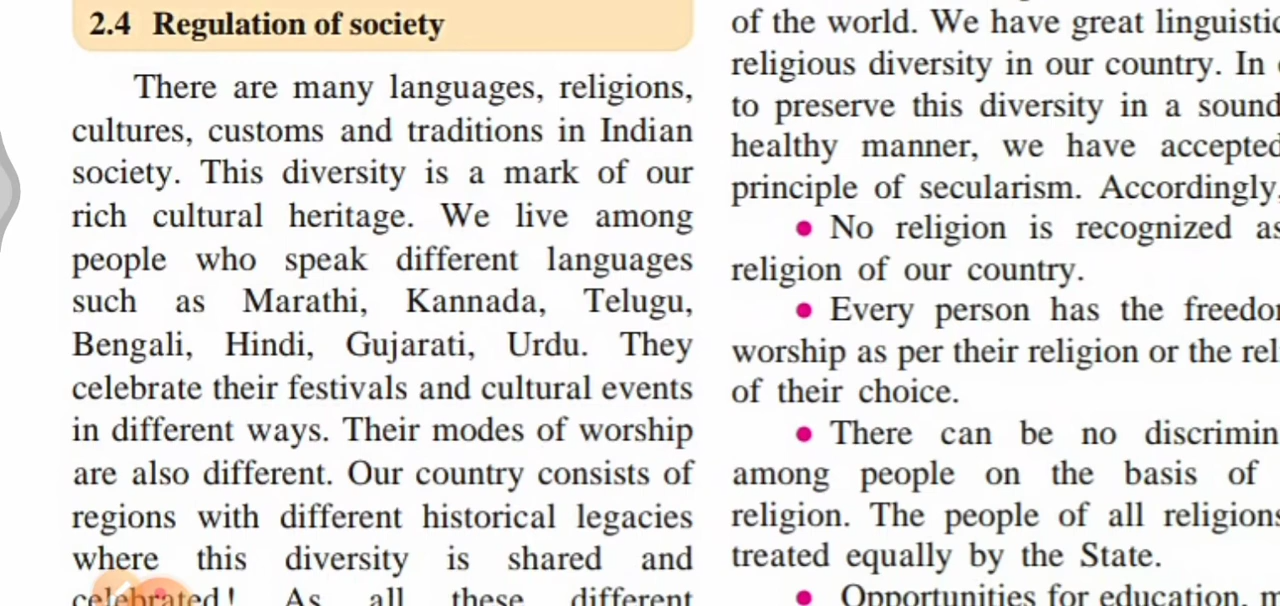 2.4 Regulation of society
There are many languages, religions,
cultures, customs and traditions in Indian
society. This diversity is a mark of our
rich cultural heritage. We live among
people who speak different languages
such as Marathi, Kannada, Telugu,
Bengali, Hindi, Gujarati, Urdu. They
celebrate their festivals and cultural events
in different ways. Their modes of worship
are also different. Our country consists of
regions with different historical legacies
where this diversity is shared and
celebrated! As all these different
of the world. We have great linguistic
religious diversity in our country. In
to preserve this diversity in a sound
healthy manner, we have accepted
principle of secularism. Accordingly,
• No religion is recognized as
religion of our country.
• Every person has the
worship as per their religion or the
of their choice.
• There can be no
among people on the basis of
religion. The people of all religions
treated equally by the State.
• Opportunities for education,